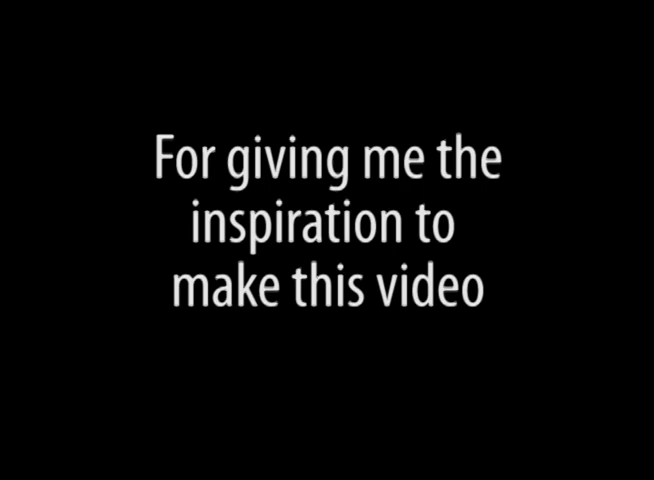 For giving me the
inspiration to
make this video